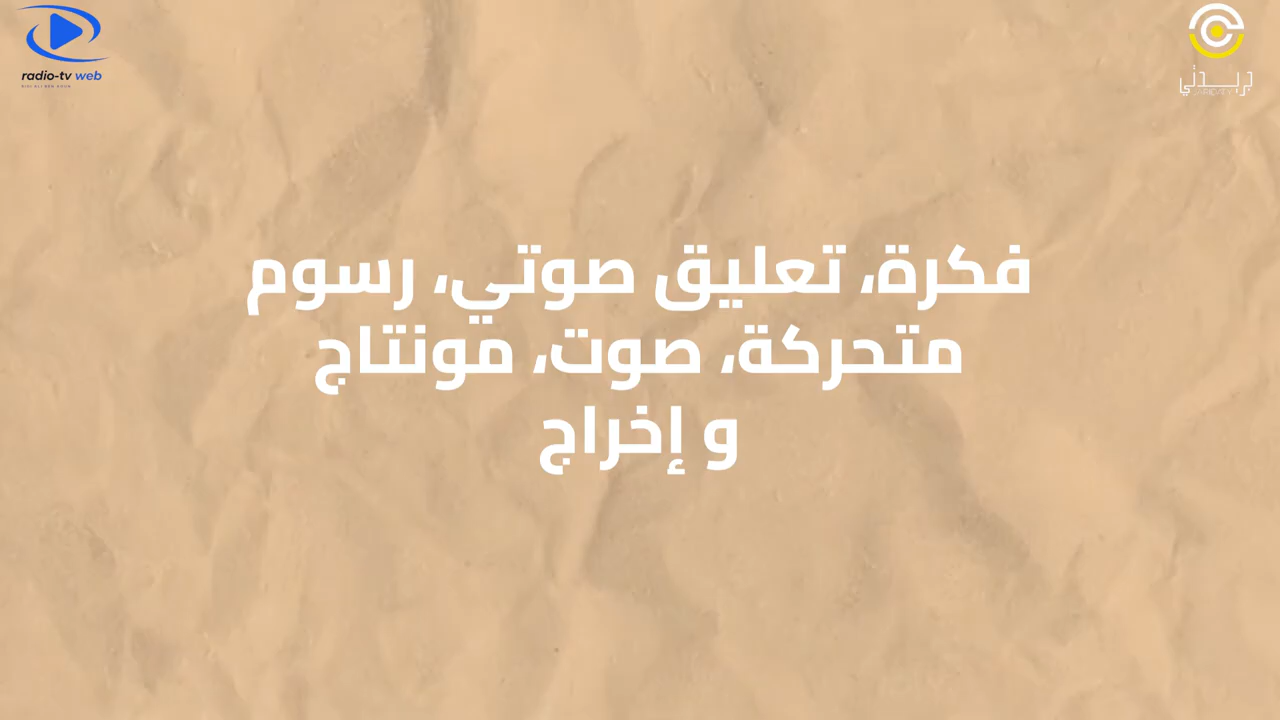 radio-tv web
فكرة، تعليق صوتي، رسوم
متحركة، صوت، مونتاج
و إخراج